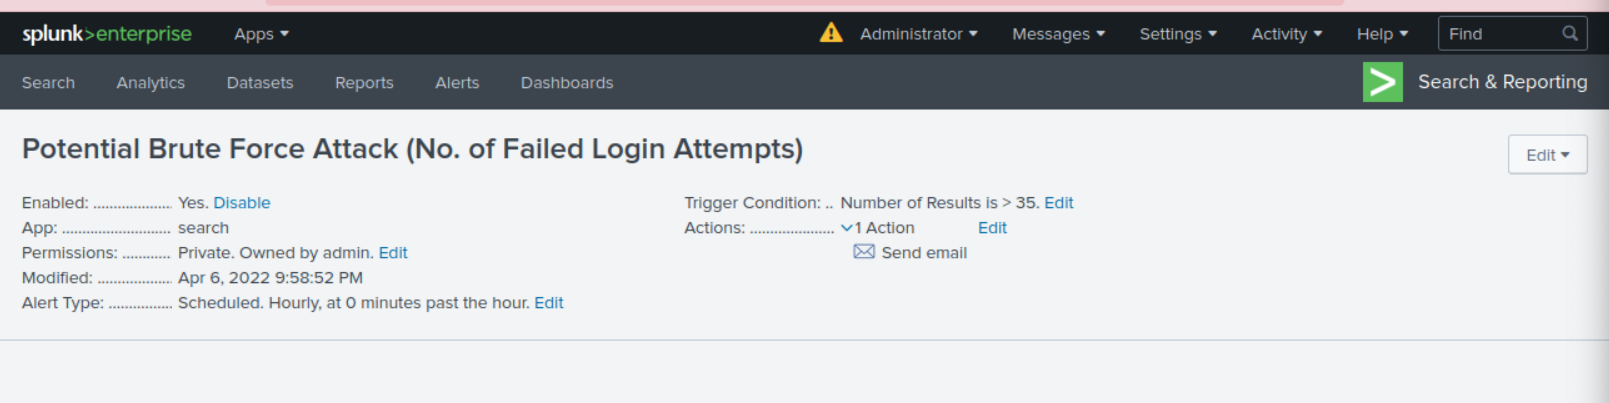 splunk>enterprise Apps Administrator Messages Settings Activity Help Find
Search Analytics Datasets Reports Alerts Dashboards Search & Reporting
Potential Brute Force Attack (No. of Failed Login Attempts) Edit
Enabled: .................... Yes. Disable
App: ........................... search
Permissions: ............ Private. Owned by admin. Edit
Modified: ................... Apr 6, 2022 9:58:52 PM
Alert Type: ................ Scheduled. Hourly, at 0 minutes past the hour. Edit
Trigger Condition: .. Number of Results is > 35. Edit
Actions: ..................... 1 Action Edit
Send email